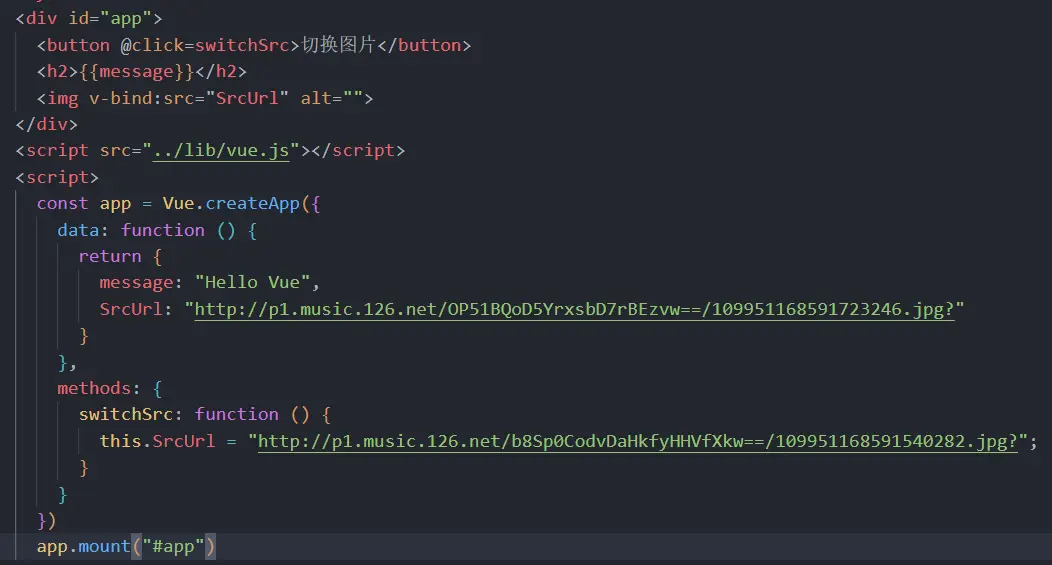 <div id="app">
<button @click=switchSrc>切换图片</button>
<h2>{{message}}</h2>
<img v-bind:src="SrcUrl" alt="">
</div>
<script src="../lib/vue.js"></script>
<script>
const app = Vue.createApp({
data: function () {
return {
message: "Hello Vue",
SrcUrl: "http://p1.music.126.net/OP51BQoD5YrxsbD7rBEzvw==/109951168591723246.jpg?"
}
},
methods: {
switchSrc: function () {
this.SrcUrl = "http://p1.music.126.net/b8Sp0CodvDaHkfyHHVfXkw==/109951168591540282.jpg?";
}
}
})
app.mount("#app")